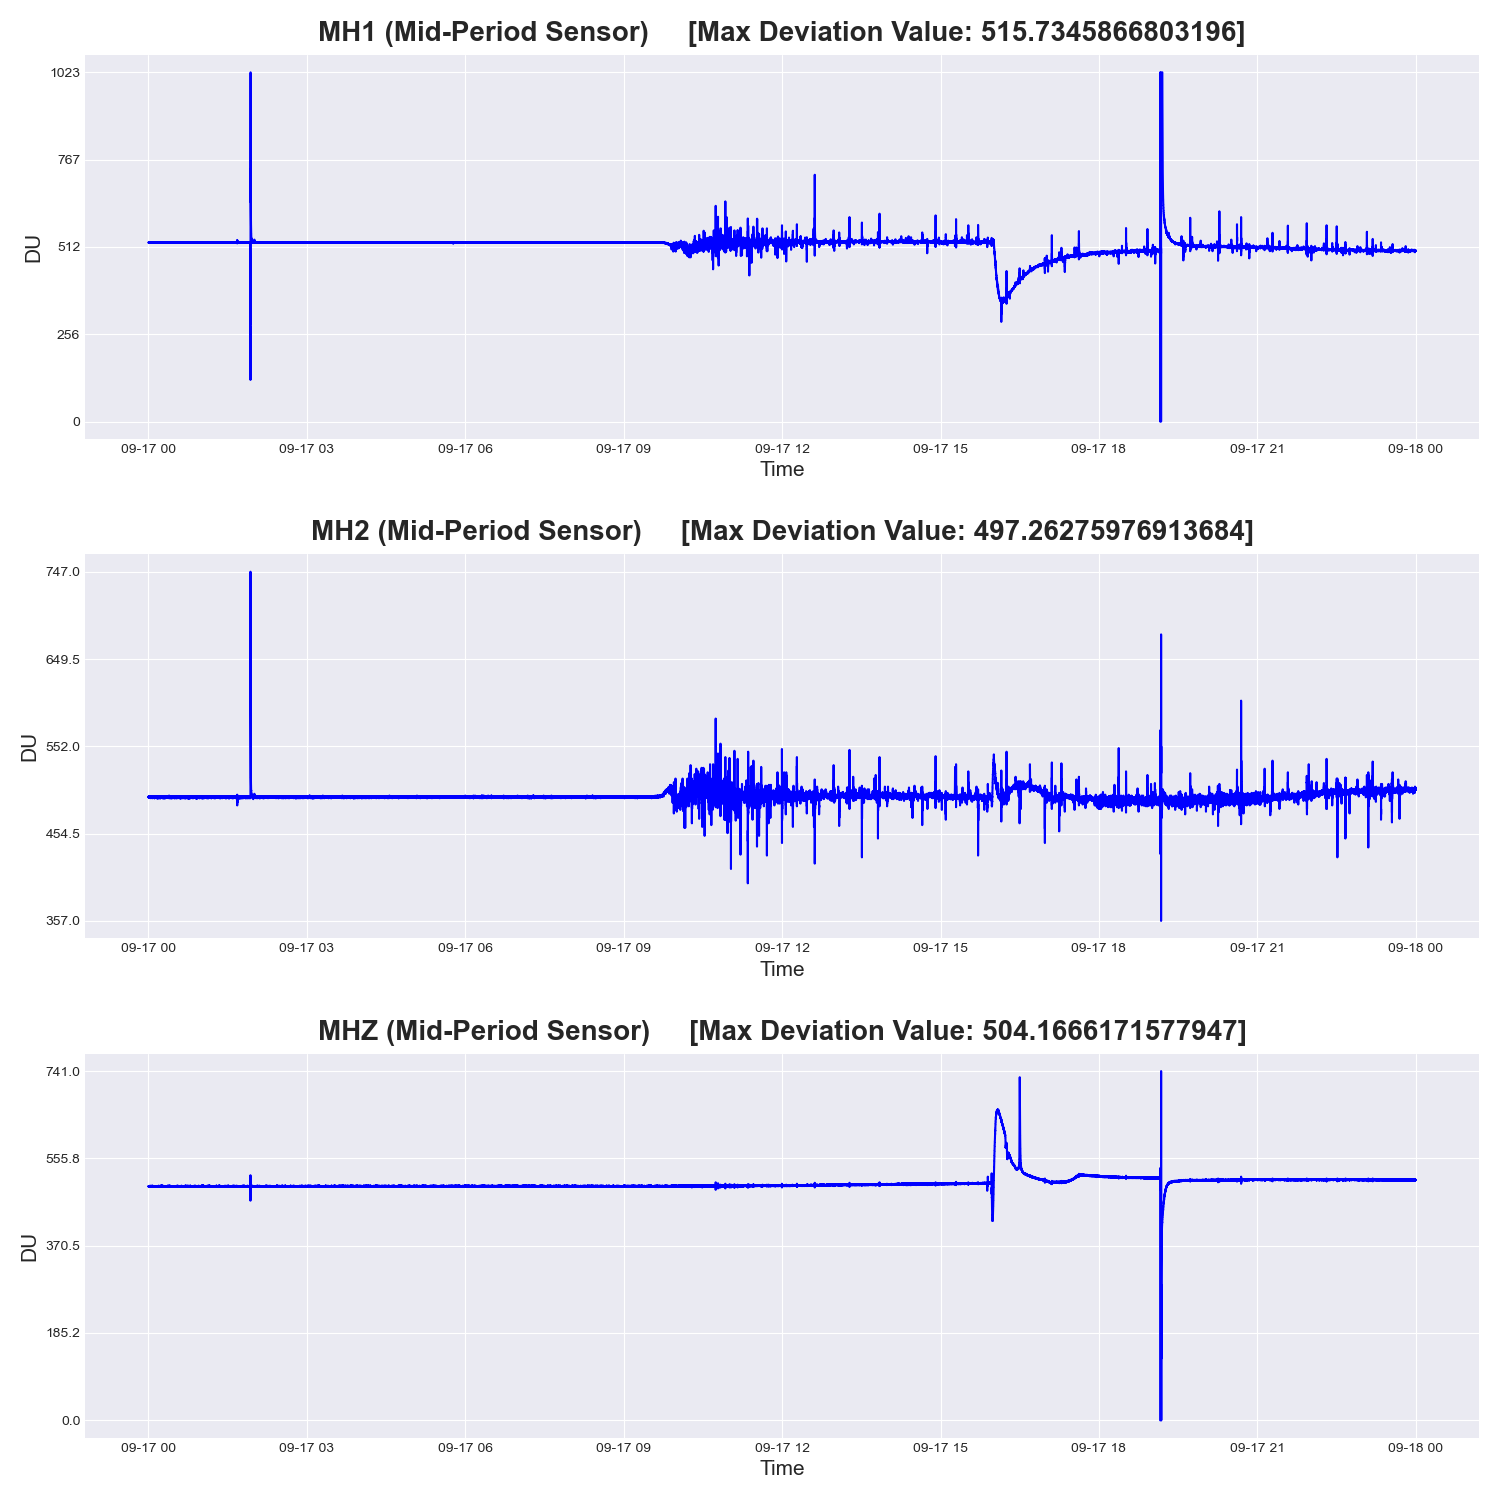 MH1 (Mid-Period Sensor) [Max Deviation Value: 515.7345866803196]
1023
767
512
256
0
DU
09-17 00 09-17 03 09-17 06 09-17 09 09-17 12 09-17 15 09-17 18 09-17 21 09-18 00
Time
MH2 (Mid-Period Sensor) [Max Deviation Value: 497.26275976913684]
747.0
649.5
552.0
454.5
357.0
DU
09-17 00 09-17 03 09-17 06 09-17 09 09-17 12 09-17 15 09-17 18 09-17 21 09-18 00
Time
MHZ (Mid-Period Sensor) [Max Deviation Value: 504.1666171577947]
741.0
555.8
370.5
185.2
0.0
DU
09-17 00 09-17 03 09-17 06 09-17 09 09-17 12 09-17 15 09-17 18 09-17 21 09-18 00
Time